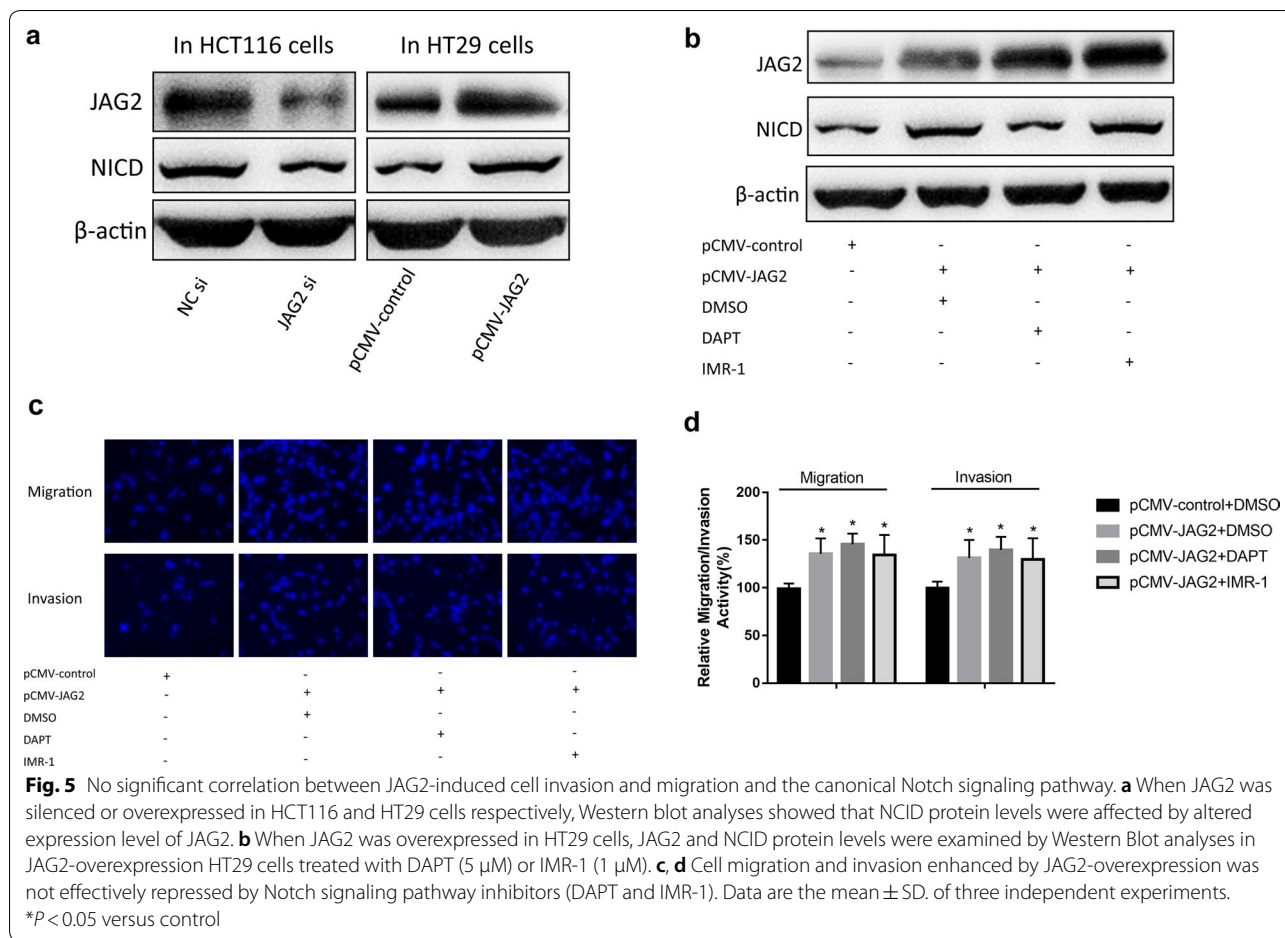 a
In HCT116 cells In HT29 cells
JAG2
NICD
β-actin
NC si JAG2 si pCMV-control pCMV-JAG2
b
JAG2
NICD
β-actin
pCMV-control + - - -
pCMV-JAG2 - + + +
DMSO - + - -
DAPT - - + -
IMR-1 - - - +
c
Migration
Invasion
pCMV-control + - - -
pCMV-JAG2 - + + +
DMSO - + - -
DAPT - - + -
IMR-1 - - - +
d
Migration Invasion
Relative Migration/Invasion
Activity(%)
200
150
100
50
0
* * * * * *
pCMV-control+DMSO
pCMV-JAG2+DMSO
pCMV-JAG2+DAPT
pCMV-JAG2+IMR-1
Fig. 5 No significant correlation between JAG2-induced cell invasion and migration and the canonical Notch signaling pathway. a When JAG2 was
silenced or overexpressed in HCT116 and HT29 cells respectively, Western blot analyses showed that NCID protein levels were affected by altered
expression level of JAG2. b When JAG2 was overexpressed in HT29 cells, JAG2 and NCID protein levels were examined by Western Blot analyses in
JAG2-overexpression HT29 cells treated with DAPT (5 μM) or IMR-1 (1 μM). c, d Cell migration and invasion enhanced by JAG2-overexpression was
not effectively repressed by Notch signaling pathway inhibitors (DAPT and IMR-1). Data are the mean ± SD. of three independent experiments.
*P < 0.05 versus control